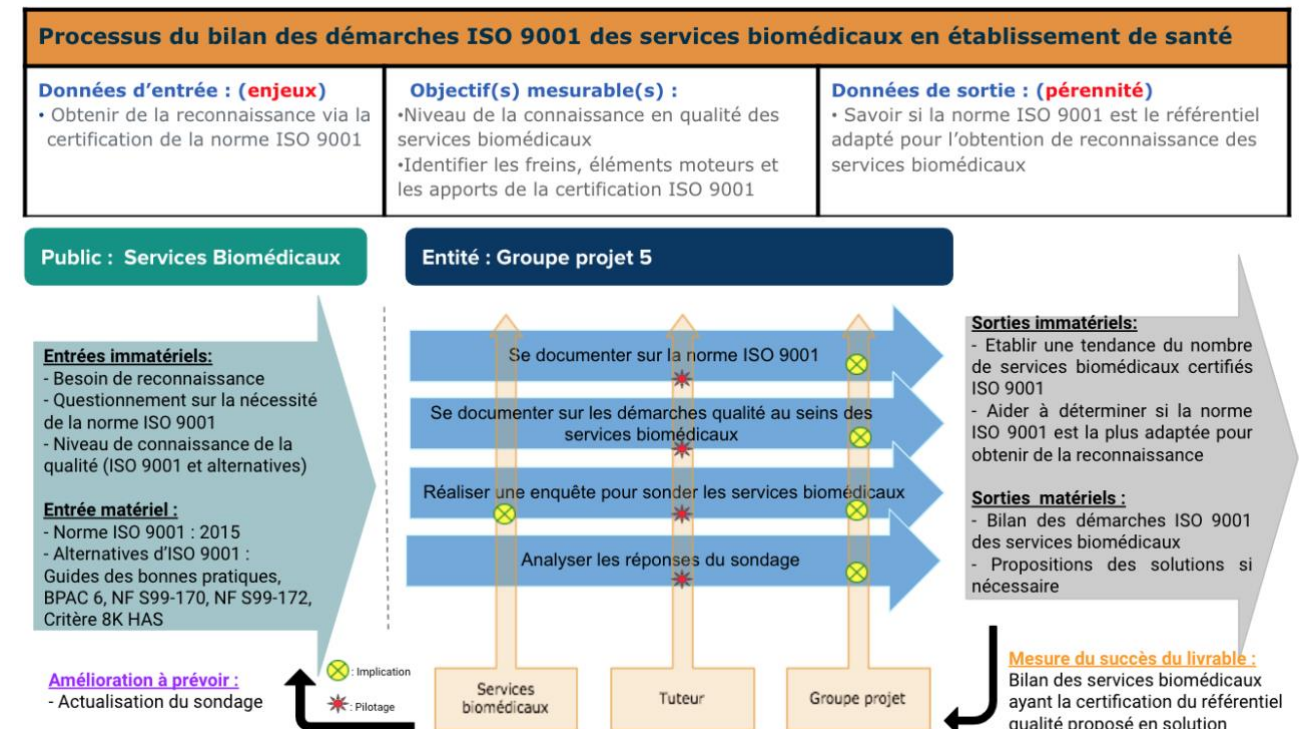 Processus du bilan des démarches ISO 9001 des services biomédicaux en établissement de santé
Données d'entrée : (enjeux)
• Obtenir de la reconnaissance via la
certification de la norme ISO 9001
Objectif(s) mesurable(s) :
•Niveau de la connaissance en qualité des
services biomédicaux
•Identifier les freins, éléments moteurs et
les apports de la certification ISO 9001
Données de sortie : (pérennité)
• Savoir si la norme ISO 9001 est le référentiel
adapté pour l'obtention de reconnaissance des
services biomédicaux
Public : Services Biomédicaux
Entité : Groupe projet 5
Entrées immatériels:
- Besoin de reconnaissance
- Questionnement sur la nécessité
de la norme ISO 9001
- Niveau de connaissance de la
qualité (ISO 9001 et alternatives)
Entrée matériel :
- Norme ISO 9001 : 2015
- Alternatives d'ISO 9001 :
Guides des bonnes pratiques,
BPAC 6, NF S99-170, NF S99-172,
Critère 8K HAS
Se documenter sur la norme ISO 9001
Se documenter sur les démarches qualité au seins des
services biomédicaux
Réaliser une enquête pour sonder les services biomédicaux
Analyser les réponses du sondage
Sorties immatériels:
- Etablir une tendance du nombre
de services biomédicaux certifiés
ISO 9001
- Aider à déterminer si la norme
ISO 9001 est la plus adaptée pour
obtenir de la reconnaissance
Sorties matériels :
- Bilan des démarches ISO 9001
des services biomédicaux
- Propositions des solutions si
nécessaire
Amélioration à prévoir :
- Actualisation du sondage
: Implication
: Pilotage
Services
biomédicaux
Tuteur
Groupe projet
Mesure du succès du livrable :
Bilan des services biomédicaux
ayant la certification du référentiel
qualité proposé en solution